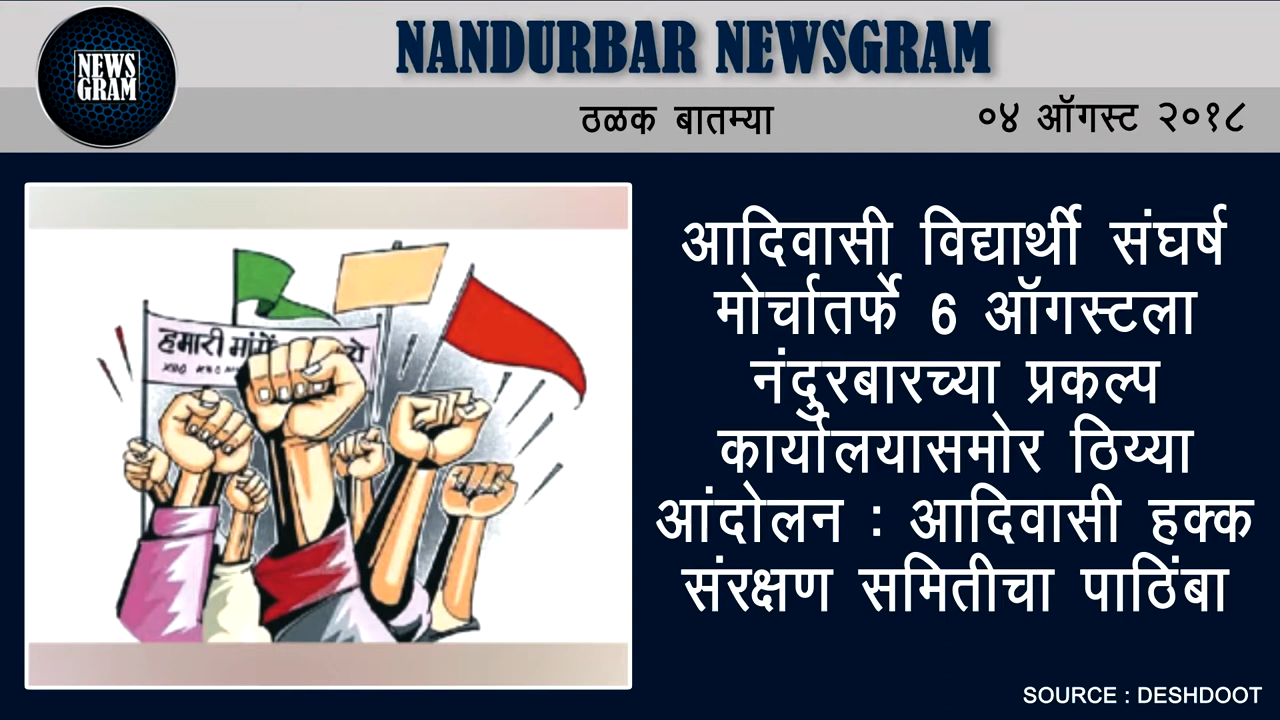 NEWS
GRAM
NANDURBAR NEWSGRAM
ठळक बातम्या
०४ ऑगस्ट २०१८
हमारी मांगें
आदिवासी विद्यार्थी संघर्ष
मोर्चातर्फे 6 ऑगस्टला
नंदुरबारच्या प्रकल्प
कार्यालयासमोर ठिय्या
आंदोलन : आदिवासी हक्क
संरक्षण समितीचा पाठिंबा
SOURCE : DESHDOOT